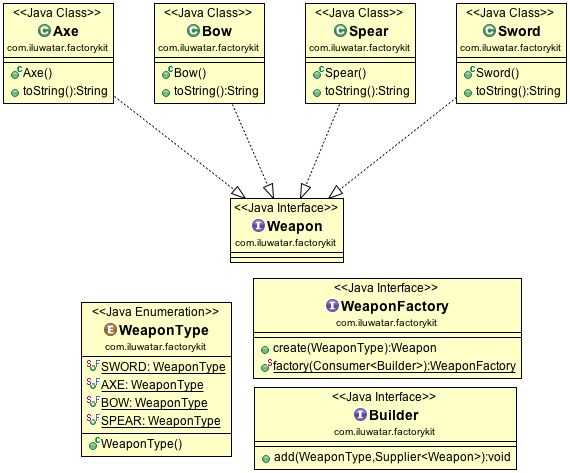 <<Java Class>>
Axe
com.iluwatar.factorykit
Axe()
toString():String
<<Java Class>>
Bow
com.iluwatar.factorykit
Bow()
toString():String
<<Java Class>>
Spear
com.iluwatar.factorykit
Spear()
toString():String
<<Java Class>>
Sword
com.iluwatar.factorykit
Sword()
toString():String
<<Java Interface>>
Weapon
com.iluwatar.factorykit
<<Java Enumeration>>
WeaponType
com.iluwatar.factorykit
SWORD: WeaponType
AXE: WeaponType
BOW: WeaponType
SPEAR: WeaponType
WeaponType()
<<Java Interface>>
WeaponFactory
com.iluwatar.factorykit
create(WeaponType):Weapon
factory(Consumer<Builder>):WeaponFactory
<<Java Interface>>
Builder
com.iluwatar.factorykit
add(WeaponType,Supplier<Weapon>):void